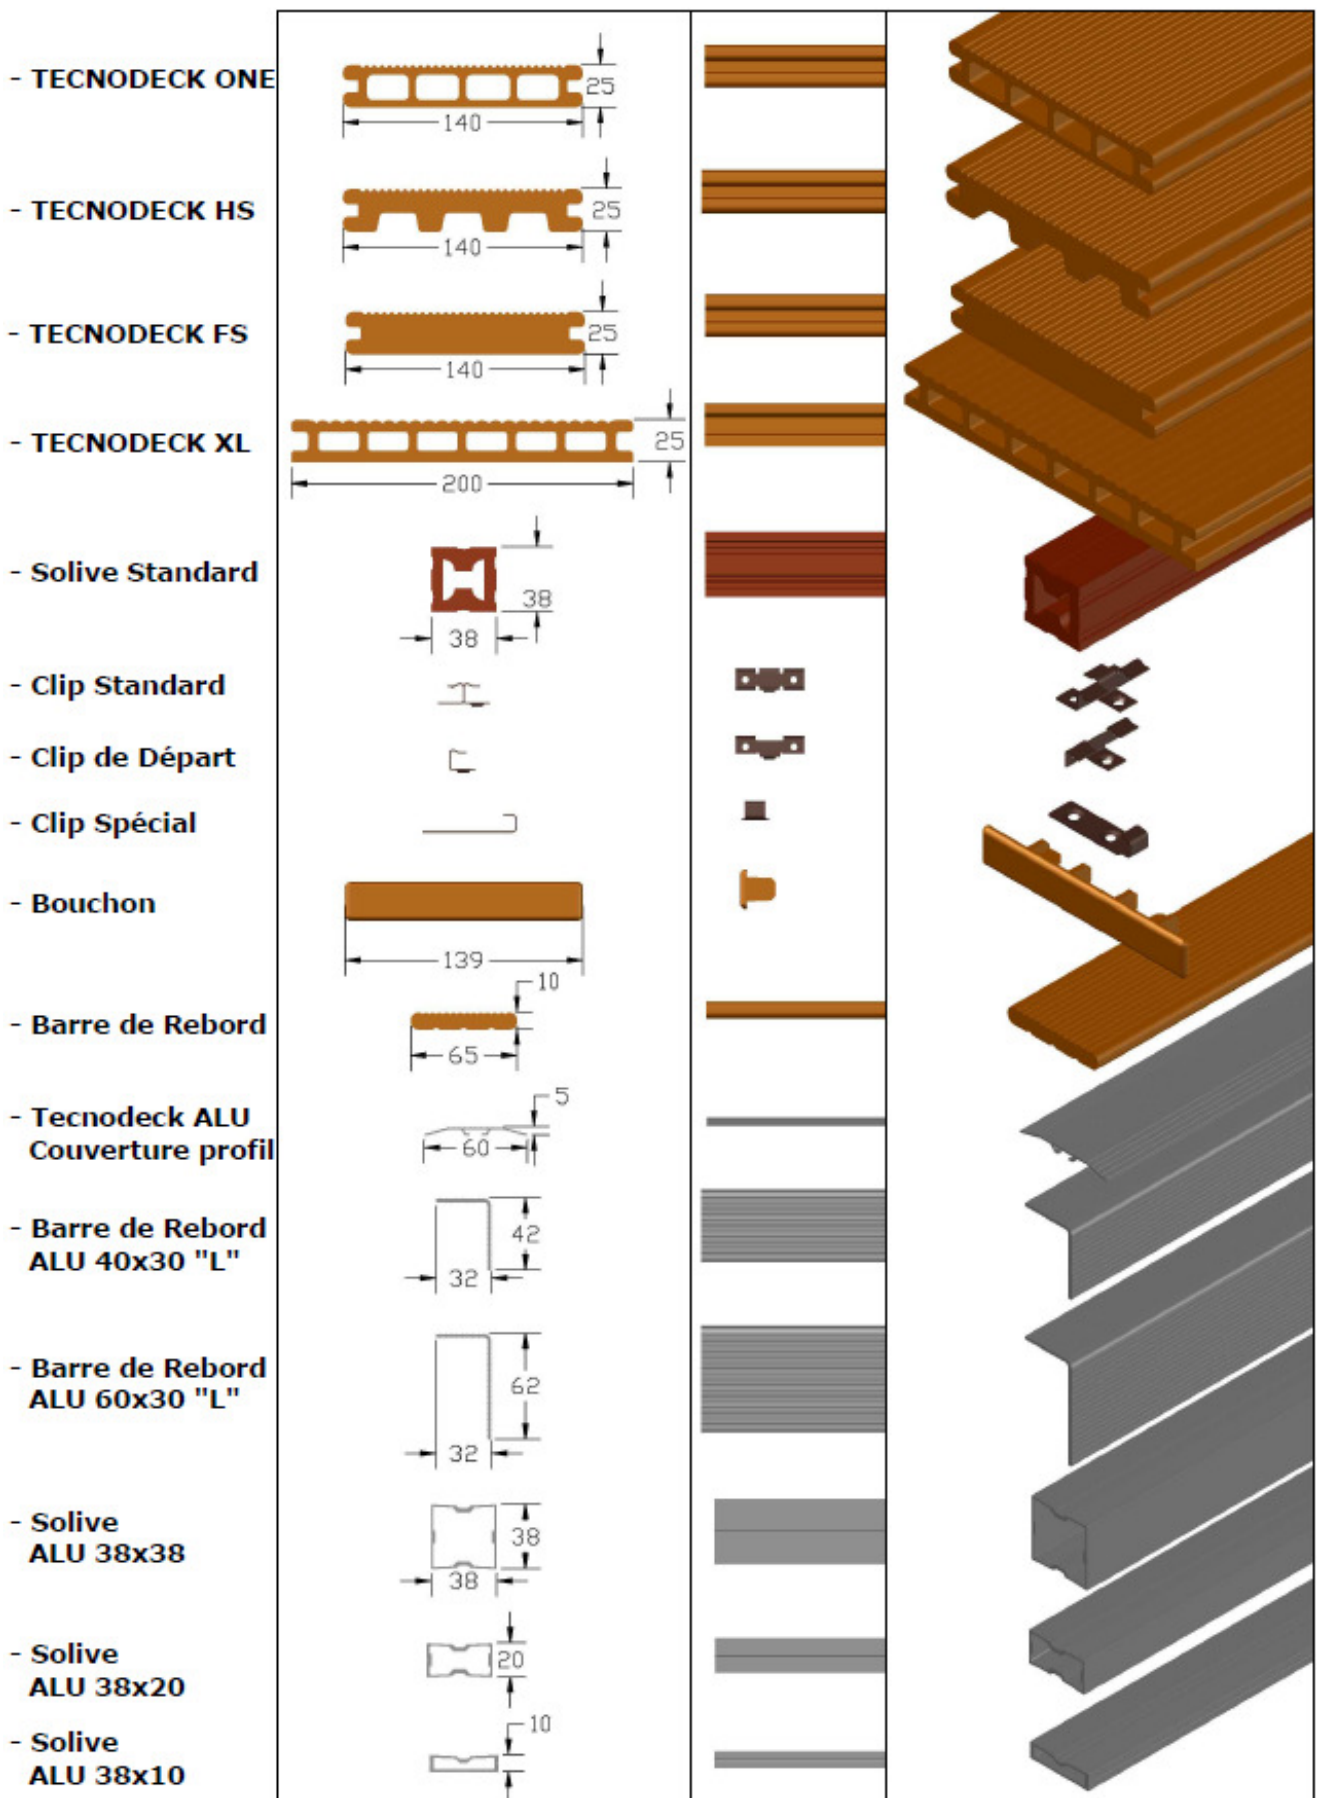 - TECNODECK ONE
25
140
- TECNODECK HS
25
140
- TECNODECK FS
25
140
- TECNODECK XL
25
200
- Solive Standard
38
38
- Clip Standard
- Clip de Départ
- Clip Spécial
- Bouchon
139
10
- Barre de Rebord
65
5
- Tecnodeck ALU
Couverture profil
60
- Barre de Rebord
ALU 40x30 "L"
42
32
- Barre de Rebord
ALU 60x30 "L"
62
32
- Solive
ALU 38x38
38
38
- Solive
ALU 38x20
20
10
- Solive
ALU 38x10